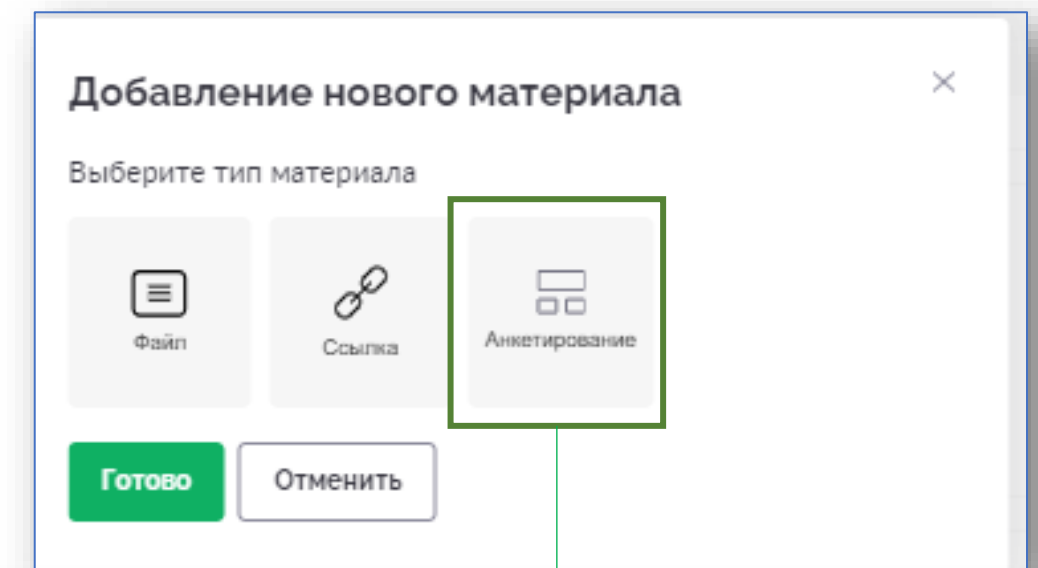 Добавление нового материала
Выберите тип материала
Файл
Ссылка
Анкетирование
Готово
Отменить